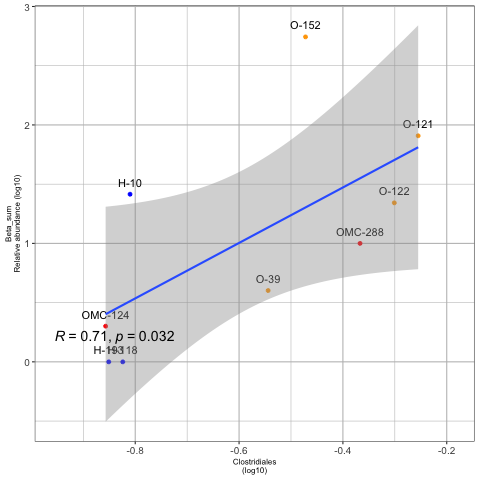 3
2
1
0
Beta_sum
Relative abundance (log10)
O-152
O-121
H-10
O-122
OMC-288
O-39
OMC-124
R = 0.71, p = 0.032
-0.8
-0.6
-0.4
-0.2
Clostridiales
(log10)